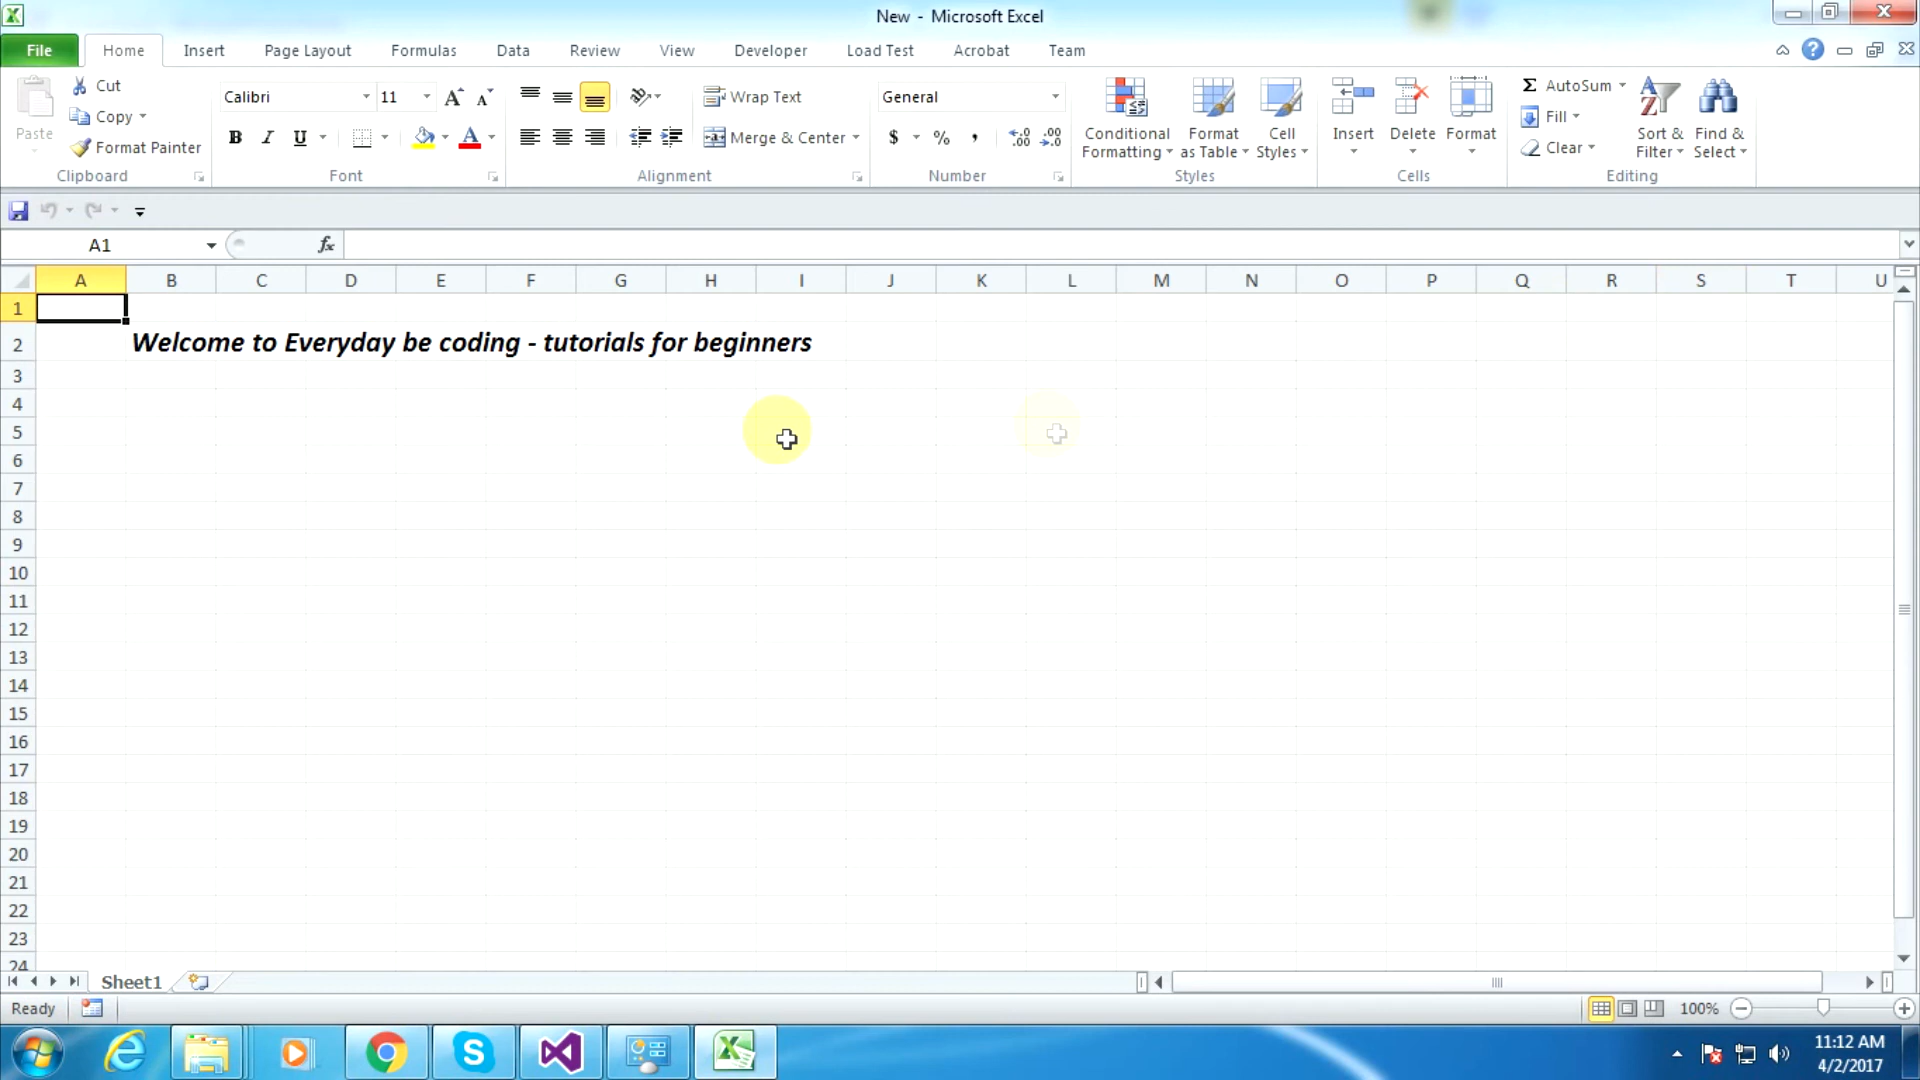 New - Microsoft Excel
File Home Insert Page Layout Formulas Data Review View Developer Load Test Acrobat Team
Paste
Cut
Copy
Format Painter
Clipboard
Calibri 11
B I U
Font
Wrap Text
Merge & Center
Alignment
General
$ % ,
Number
Conditional Formatting
Format as Table
Cell Styles
Styles
Insert Delete Format
Cells
AutoSum
Fill
Clear
Sort & Filter
Find & Select
Editing
A1 fx
A B C D E F G H I J K L M N O P Q R S T U
1
2 Welcome to Everyday be coding - tutorials for beginners
3
4
5
6
7
8
9
10
11
12
13
14
15
16
17
18
19
20
21
22
23
24
Sheet1
Ready 100%
11:12 AM
4/2/2017